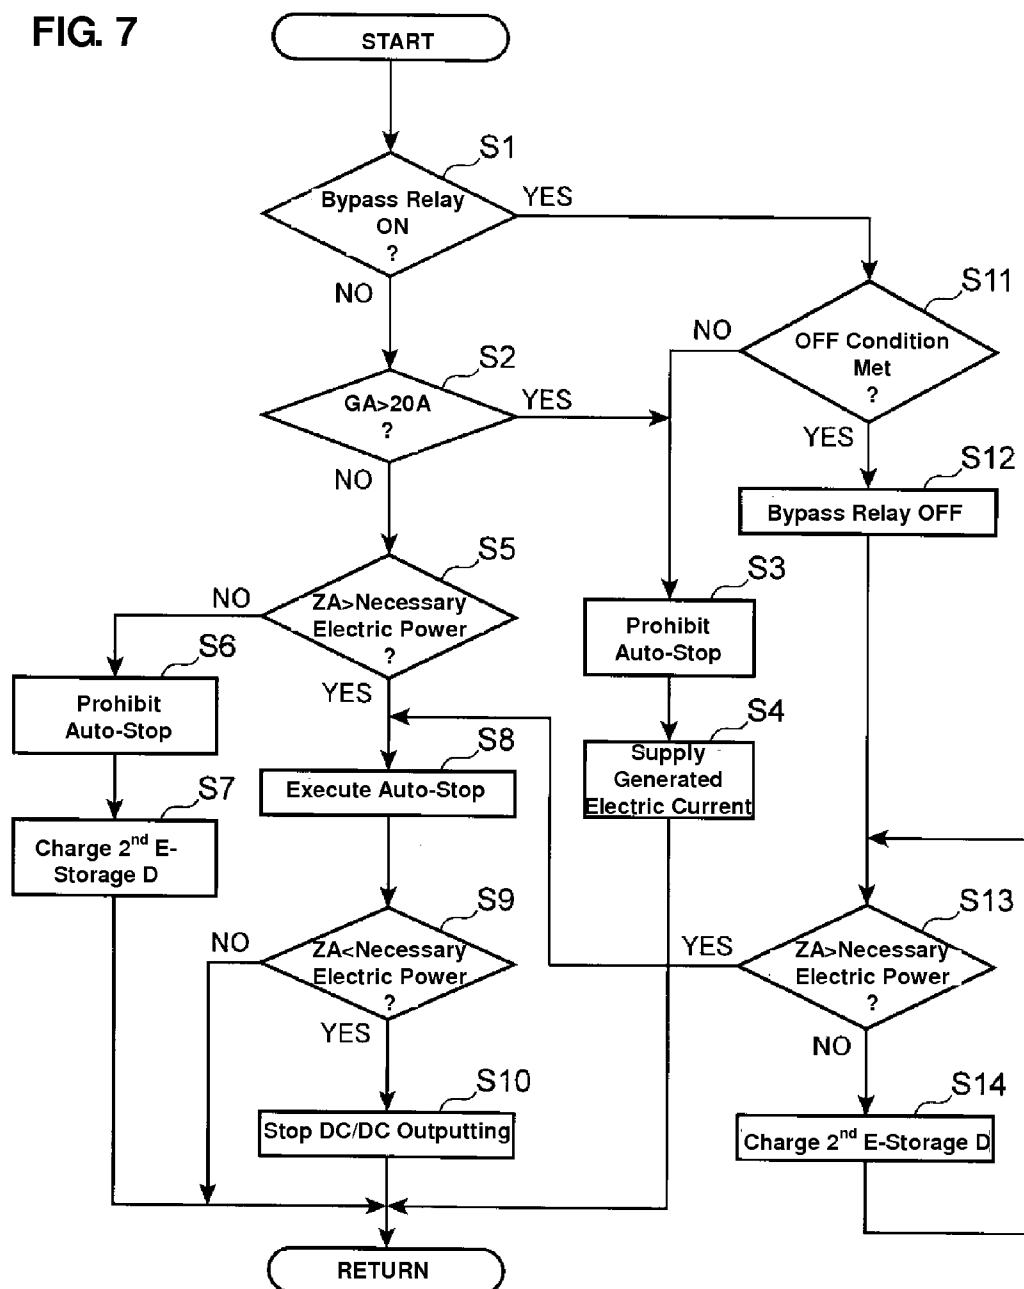 FIG. 7
START
S1
Bypass Relay
ON
?
YES
NO
S11
OFF Condition
Met
?
NO
YES
S2
GA>20A
?
YES
NO
S12
Bypass Relay OFF
S5
ZA>Necessary
Electric Power
?
NO
YES
S3
Prohibit
Auto-Stop
S6
Prohibit
Auto-Stop
S4
Supply
Generated
Electric Current
S8
Execute Auto-Stop
S7
Charge 2nd E-
Storage D
S9
ZA<Necessary
Electric Power
?
NO
YES
S13
ZA>Necessary
Electric Power
?
YES
NO
S10
Stop DC/DC Outputting
S14
Charge 2nd E-Storage D
RETURN